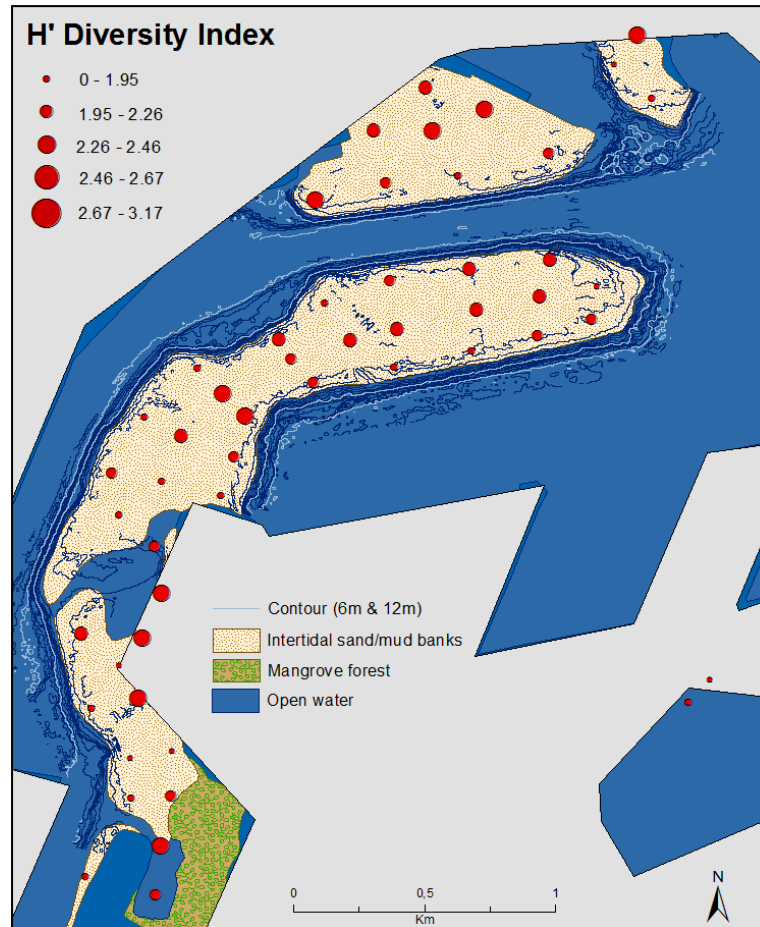 H' Diversity Index
0 - 1.95
1.95 - 2.26
2.26 - 2.46
2.46 - 2.67
2.67 - 3.17
Contour (6m & 12m)
Intertidal sand/mud banks
Mangrove forest
Open water
N
0 0,5 1
Km